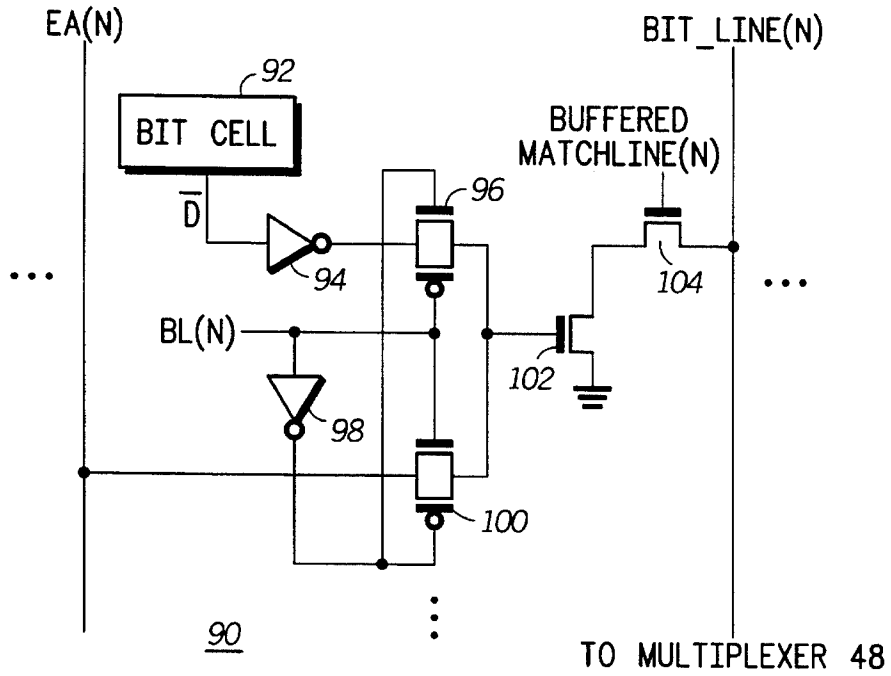 EA(N)
BIT_LINE(N)
92
BIT CELL
BUFFERED
MATCHLINE(N)
D̅
96
94
104
...
...
BL(N)
102
98
100
90
TO MULTIPLEXER 48